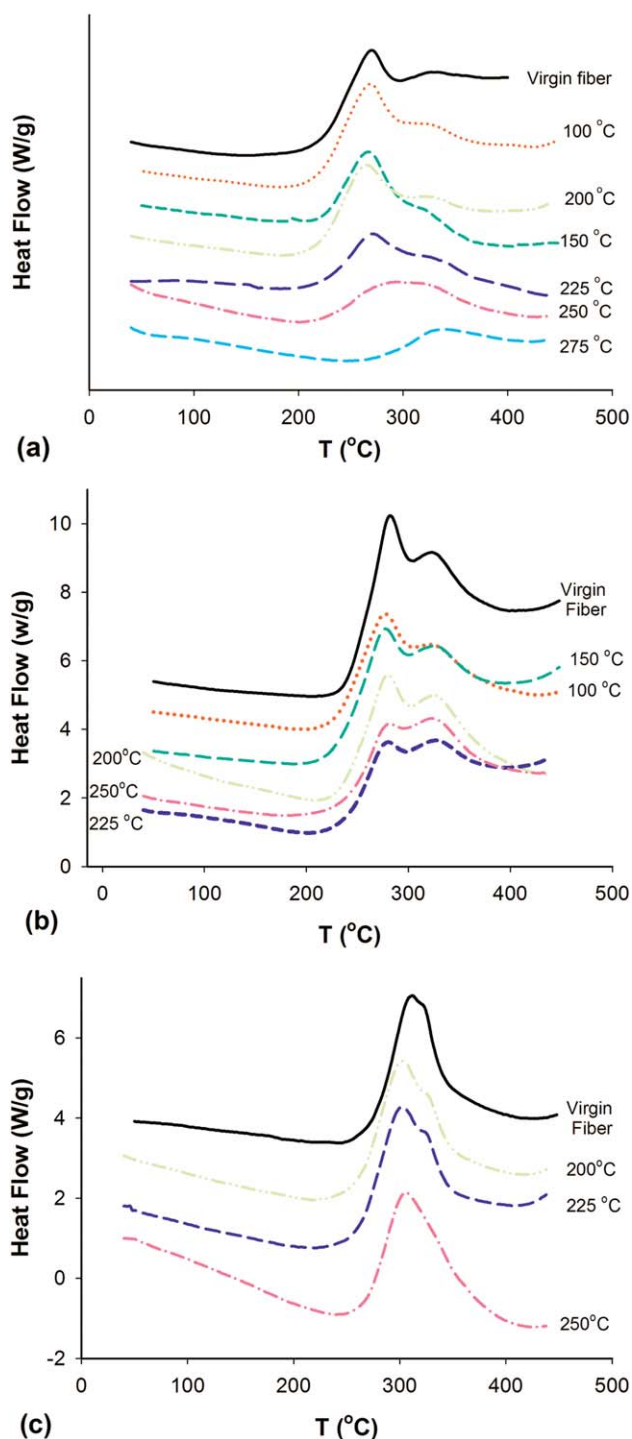 Heat Flow (W/g)
Virgin fiber
100 °C
200 °C
150 °C
225 °C
250 °C
275 °C
0 100 200 300 400 500
T (°C)
(a)
Heat Flow (w/g)
10
8
6
4
2
0
Virgin
Fiber
150 °C
100 °C
200°C
250°C
225 °C
0 100 200 300 400 500
T (°C)
(b)
Heat Flow (W/g)
6
4
2
0
-2
Virgin
Fiber
200°C
225 °C
250°C
0 100 200 300 400 500
T (°C)
(c)